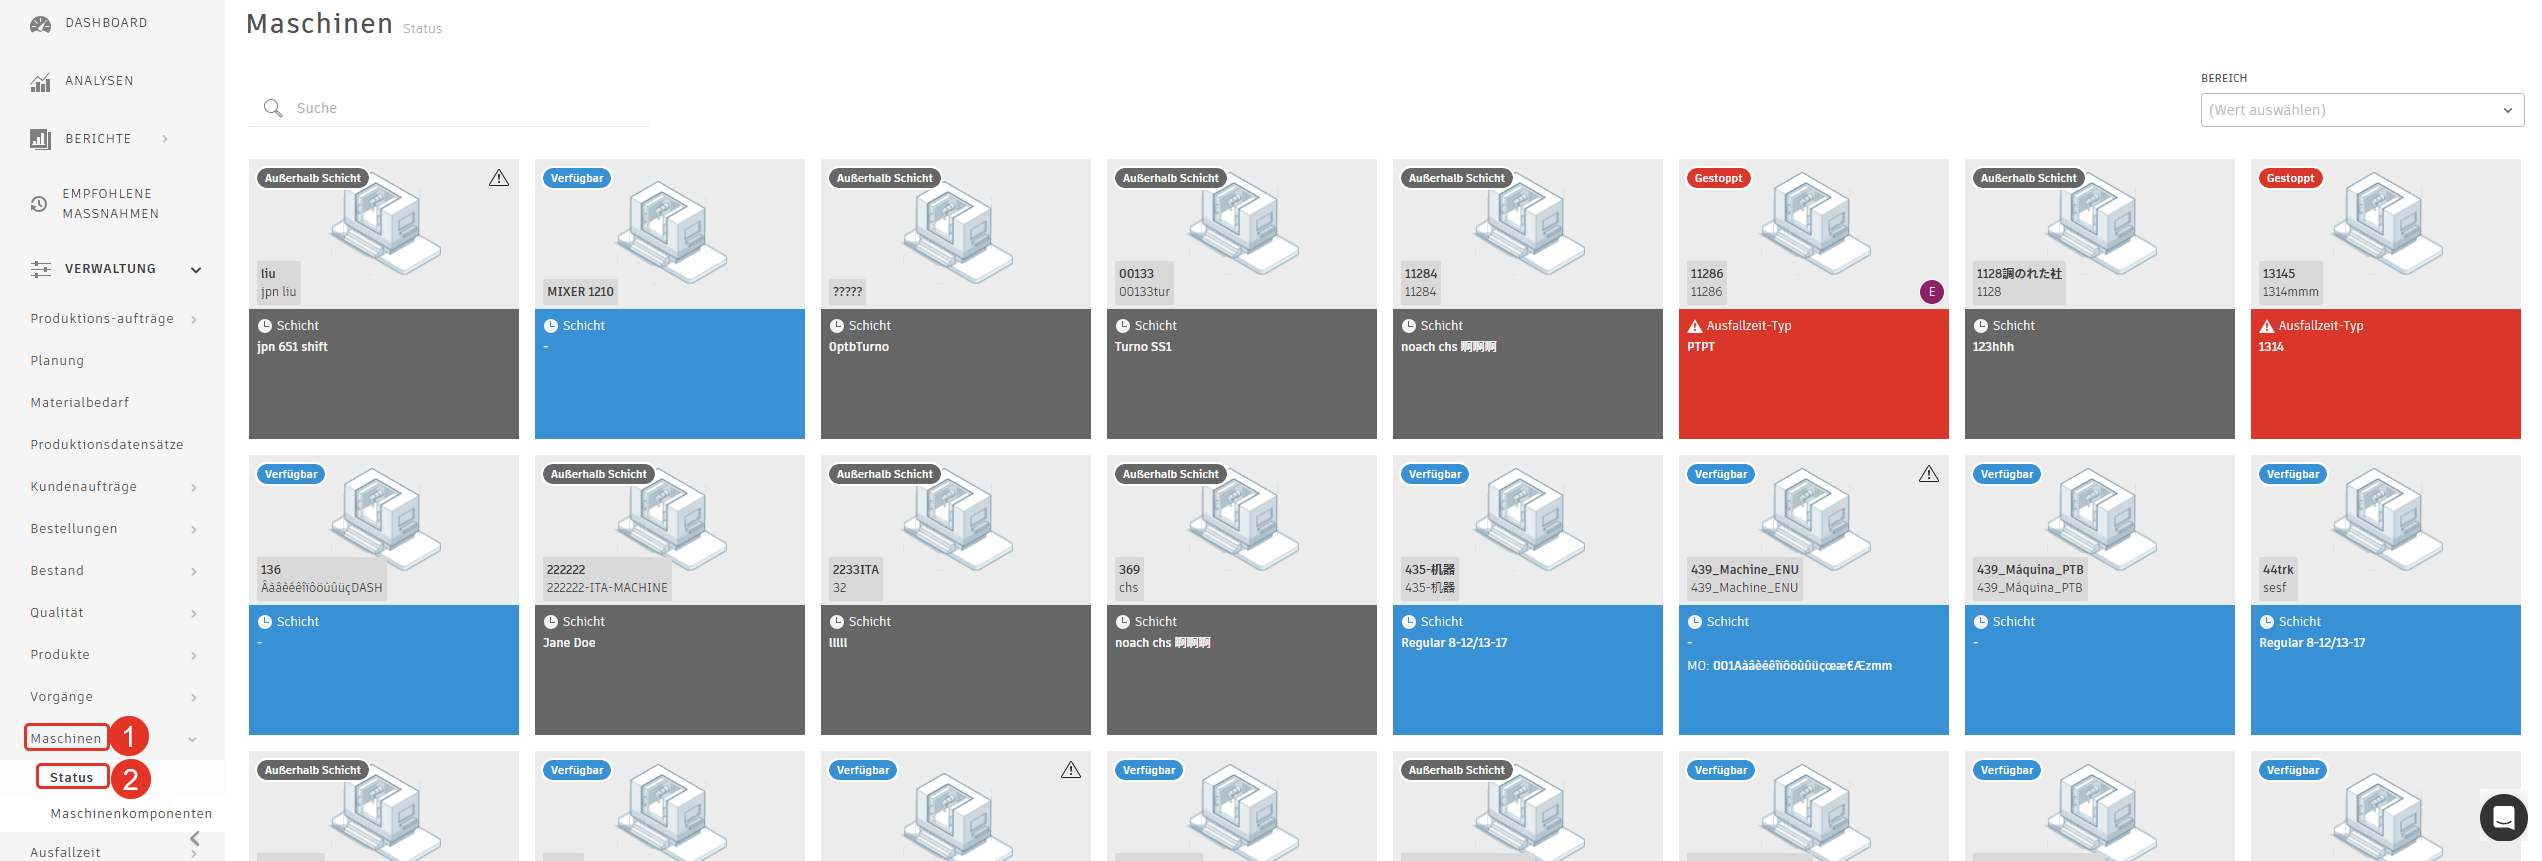 DASHBOARD
ANALYSEN
BERICHTE
EMPFOHLENE
MASSNAHMEN
VERWALTUNG
Produktions-aufträge
Planung
Materialbedarf
Produktionsdatensätze
Kundenaufträge
Bestellungen
Bestand
Qualität
Produkte
Vorgänge
Maschinen 1
Status 2
Maschinenkomponenten
Ausfallzeit
Maschinen Status
Suche
BEREICH
(Wert auswählen)
Außerhalb Schicht
liu
jpn liu
Schicht
jpn 651 shift
Verfügbar
MIXER 1210
Schicht
-
Außerhalb Schicht
?????
Schicht
OptbTurno
Außerhalb Schicht
00133
00133tur
Schicht
Turno SS1
Außerhalb Schicht
11284
11284
Schicht
noach chs 啊啊啊
Gestoppt
11286
11286
E
Ausfallzeit-Typ
PTPT
Außerhalb Schicht
1128調のれた社
1128
Schicht
123hhh
Gestoppt
13145
1314mmm
Ausfallzeit-Typ
1314
Verfügbar
136
ÂàâèéêîïôöùûüçDASH
Schicht
-
Außerhalb Schicht
222222
222222-ITA-MACHINE
Schicht
Jane Doe
Außerhalb Schicht
2233ITA
32
Schicht
lllll
Außerhalb Schicht
369
chs
Schicht
noach chs 啊啊啊
Verfügbar
435-机器
435-机器
Schicht
Regular 8-12/13-17
Verfügbar
439_Machine_ENU
439_Machine_ENU
Schicht
-
MO: 001Aàâèéêîïôöùûüçœæ€Æzmm
Verfügbar
439_Máquina_PTB
439_Máquina_PTB
Schicht
-
Verfügbar
44trk
sesf
Schicht
Regular 8-12/13-17
Außerhalb Schicht
Verfügbar
Verfügbar
Verfügbar
Außerhalb Schicht
Verfügbar
Verfügbar
Verfügbar